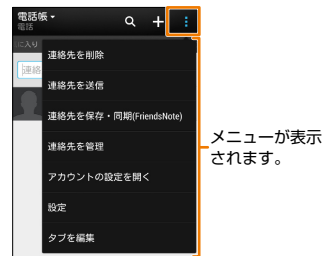 電話帳
電話
に入り
連絡
連絡先を削除
連絡先を送信
連絡先を保存・同期(FriendsNote)
連絡先を管理
アカウントの設定を開く
設定
タブを編集
メニューが表示
されます。